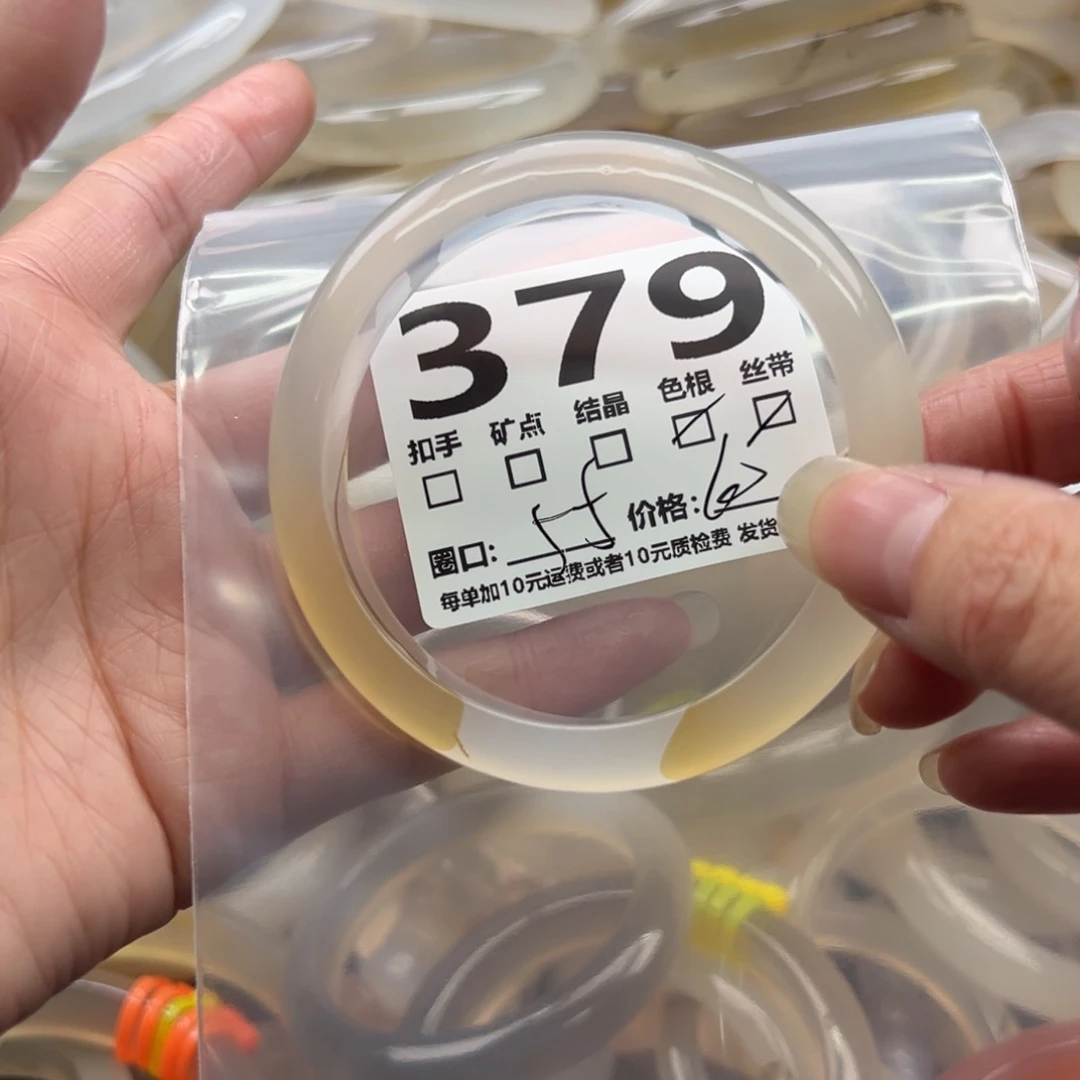 379
扣手 矿点 结晶 色根 丝带
圈口: 价格:
每单加10元运费或者10元质检费 发货